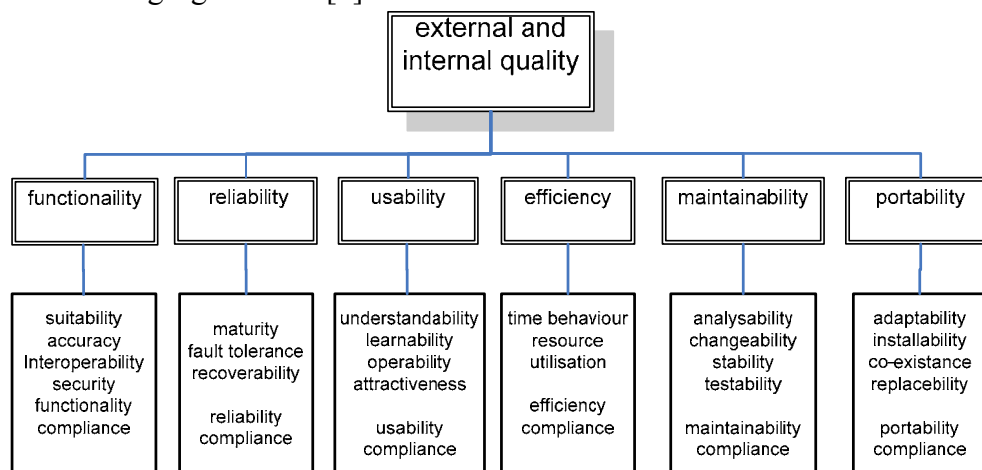 external and
internal quality
functionaility
reliability
usability
efficiency
maintainability
portability
suitability
accuracy
Interoperability
security
functionality
compliance
maturity
fault tolerance
recoverability
reliability
compliance
understandability
learnability
operability
attractiveness
usability
compliance
time behaviour
resource
utilisation
efficiency
compliance
analysability
changeability
stability
testability
maintainability
compliance
adaptability
installability
co-existance
replacebility
portability
compliance